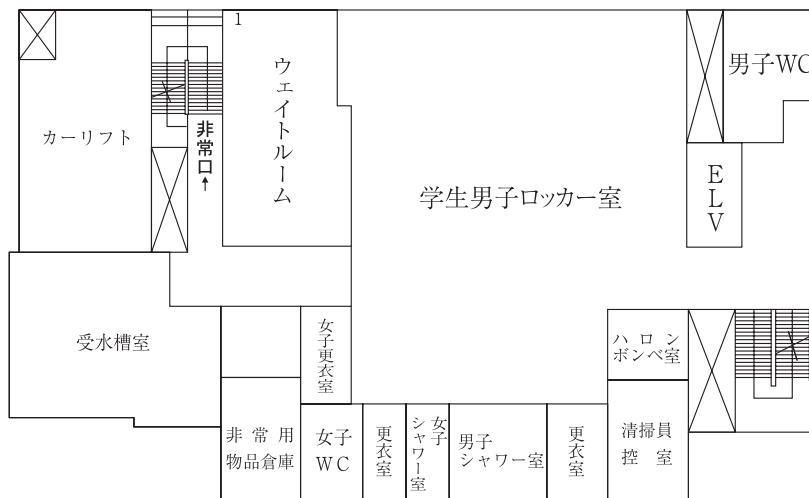 1
男子WC
カーリフト
ウェイトルーム
非常口↑
学生男子ロッカー室
ELV
受水槽室
女子更衣室
ハロン
ボンベ室
非常用
物品倉庫
女子
WC
更衣室
女子
シャワー室
男子
シャワー室
更衣室
清掃員
控室